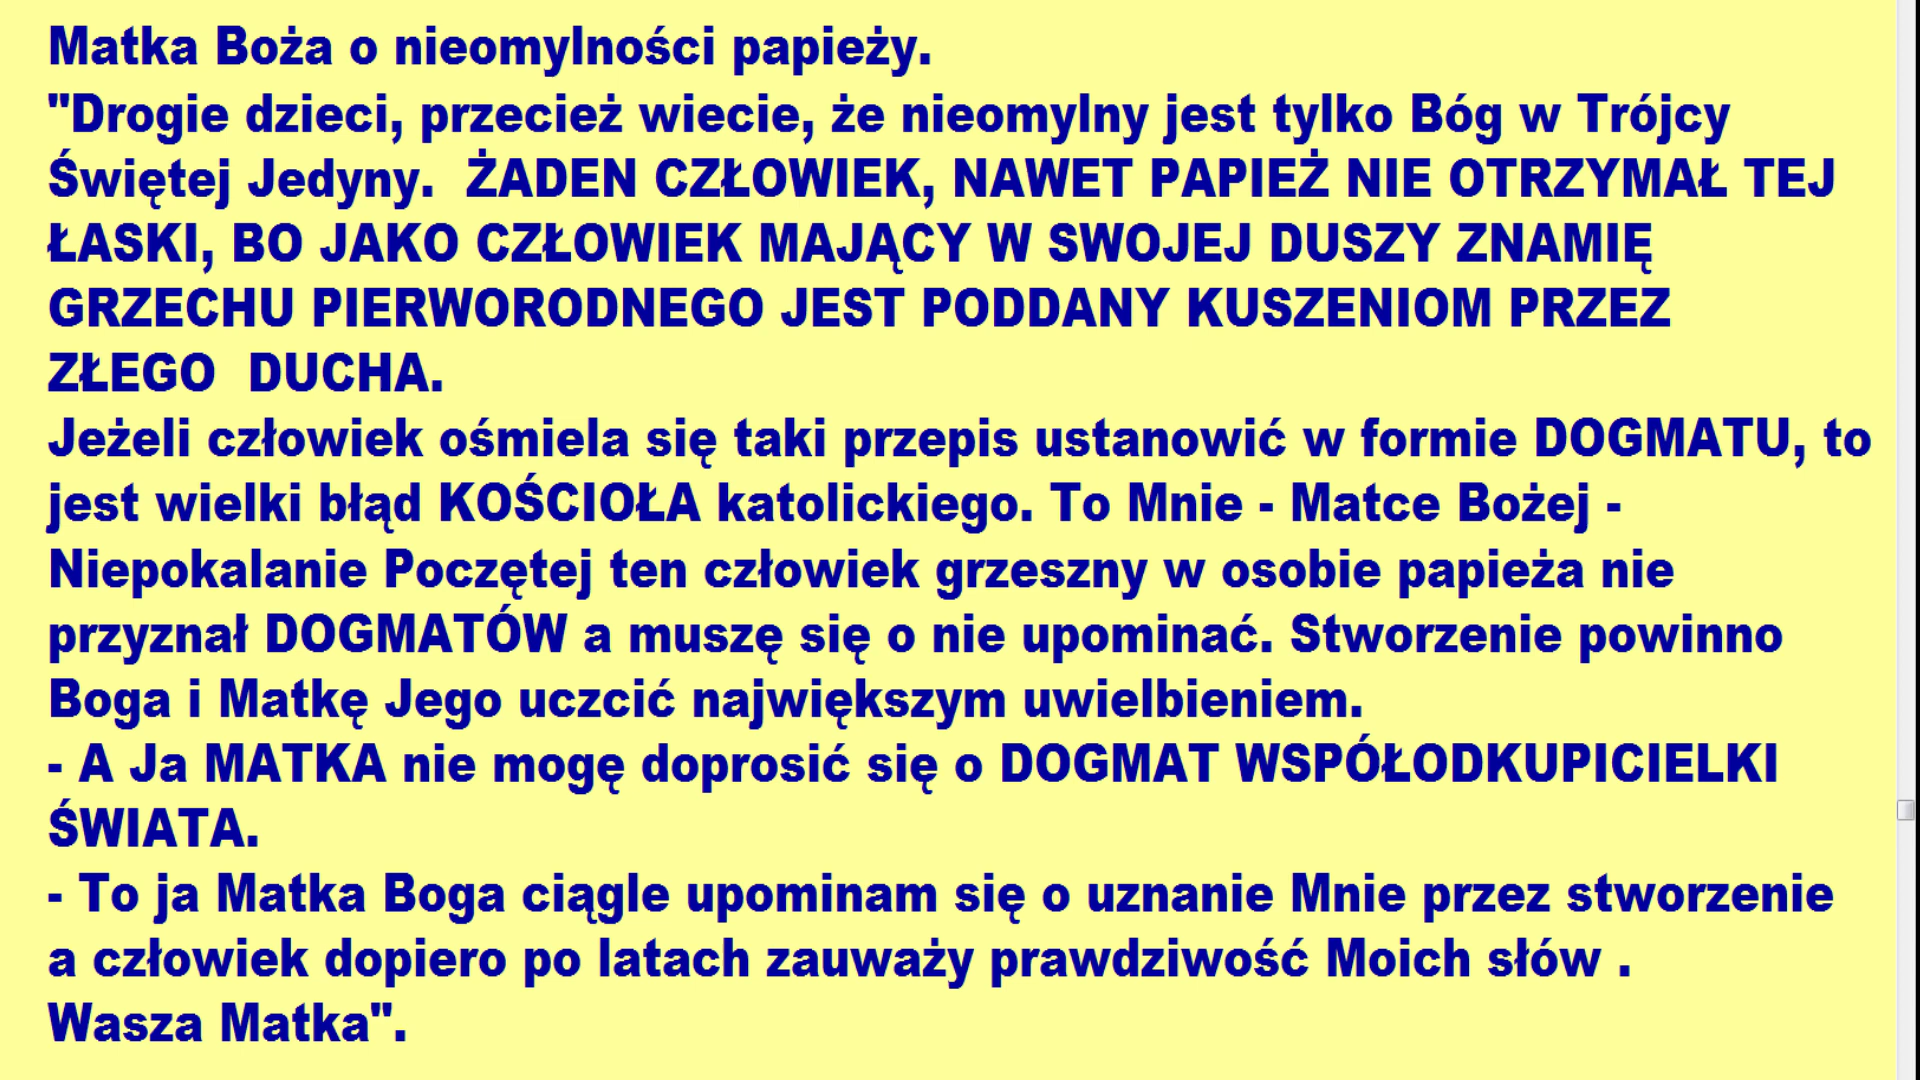 Matka Boża o nieomylności papieży.
"Drogie dzieci, przecież wiecie, że nieomylny jest tylko Bóg w Trójcy
Świętej Jedyny.  ŻADEN CZŁOWIEK, NAWET PAPIEŻ NIE OTRZYMAŁ TEJ
ŁASKI, BO JAKO CZŁOWIEK MAJĄCY W SWOJEJ DUSZY ZNAMIĘ
GRZECHU PIERWORODNEGO JEST PODDANY KUSZENIOM PRZEZ
ZŁEGO  DUCHA.
Jeżeli człowiek ośmiela się taki przepis ustanowić w formie DOGMATU, to
jest wielki błąd KOŚCIOŁA katolickiego. To Mnie - Matce Bożej -
Niepokalanie Poczętej ten człowiek grzeszny w osobie papieża nie
przyznał DOGMATÓW a muszę się o nie upominać. Stworzenie powinno
Boga i Matkę Jego uczcić największym uwielbieniem.
- A Ja MATKA nie mogę doprosić się o DOGMAT WSPÓŁODKUPICIELKI
ŚWIATA.
- To ja Matka Boga ciągle upominam się o uznanie Mnie przez stworzenie
a człowiek dopiero po latach zauważy prawdziwość Moich słów .
Wasza Matka".